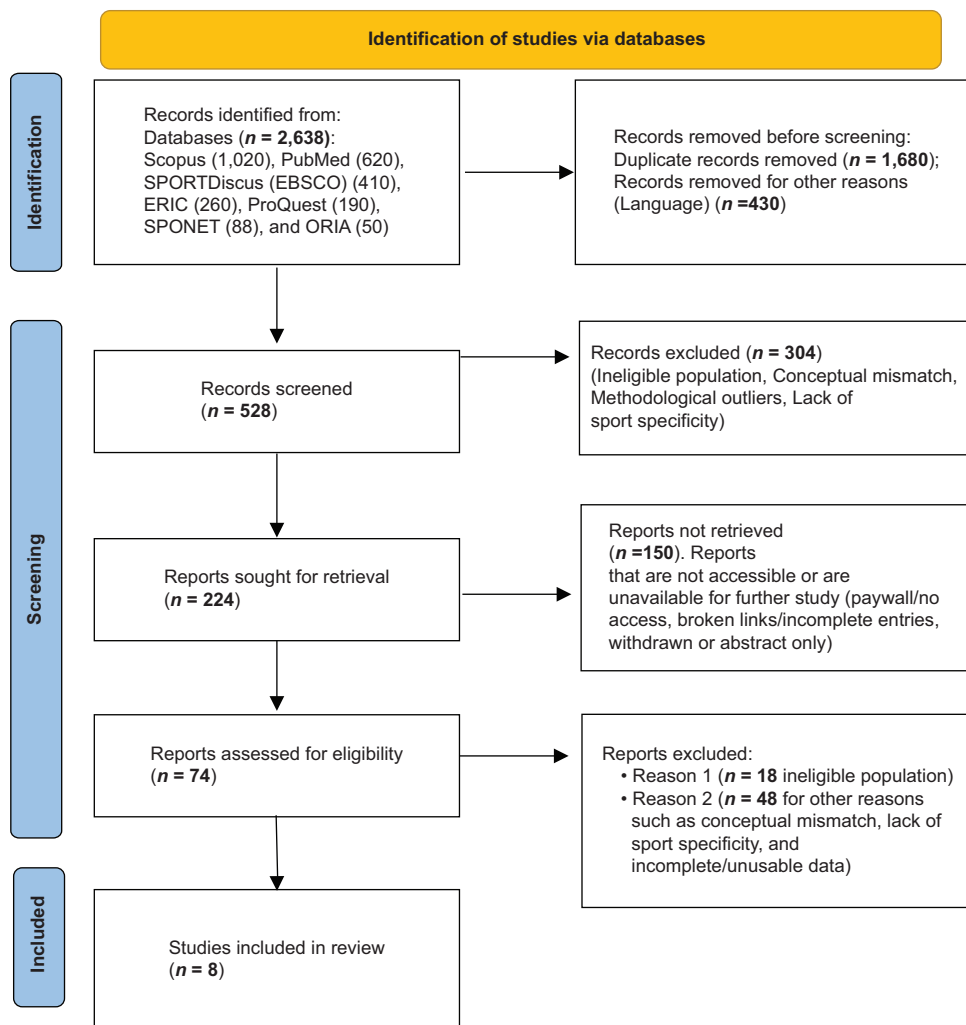 Identification of studies via databases
Identification
Records identified from:
Databases (n = 2,638):
Scopus (1,020), PubMed (620),
SPORTDiscus (EBSCO) (410),
ERIC (260), ProQuest (190),
SPONET (88), and ORIA (50)
Records removed before screening:
Duplicate records removed (n = 1,680);
Records removed for other reasons
(Language) (n =430)
Screening
Records screened
(n = 528)
Records excluded (n = 304)
(Ineligible population, Conceptual mismatch,
Methodological outliers, Lack of
sport specificity)
Reports sought for retrieval
(n = 224)
Reports not retrieved
(n =150). Reports
that are not accessible or are
unavailable for further study (paywall/no
access, broken links/incomplete entries,
withdrawn or abstract only)
Reports assessed for eligibility
(n = 74)
Reports excluded:
• Reason 1 (n = 18 ineligible population)
• Reason 2 (n = 48 for other reasons
such as conceptual mismatch, lack of
sport specificity, and
incomplete/unusable data)
Included
Studies included in review
(n = 8)